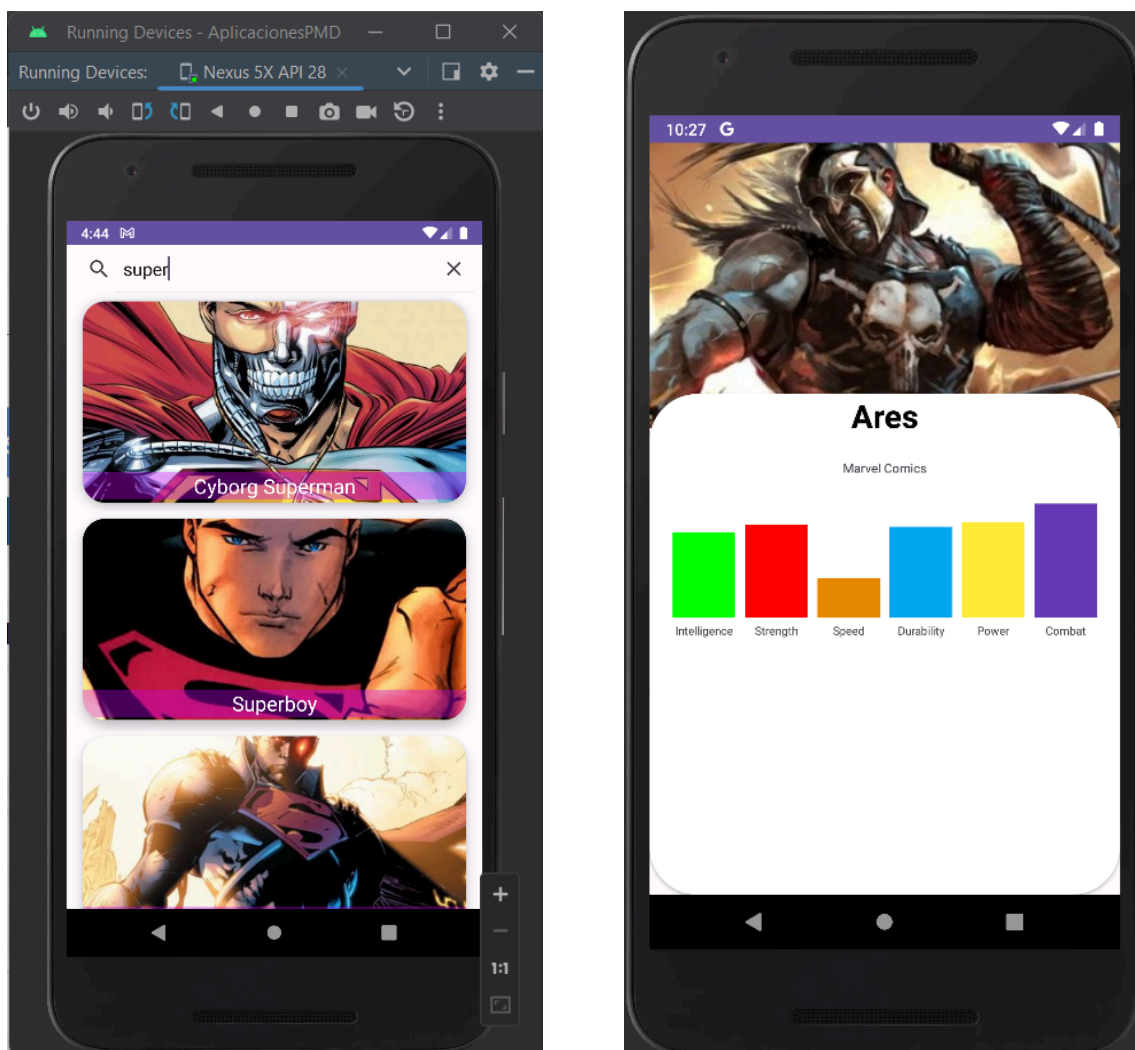 Running Devices - AplicacionesPMD
Running Devices: Nexus 5X API 28
4:44
super
Cyborg Superman
Superboy
1:1
10:27 G
Ares
Marvel Comics
Intelligence Strength Speed Durability Power Combat